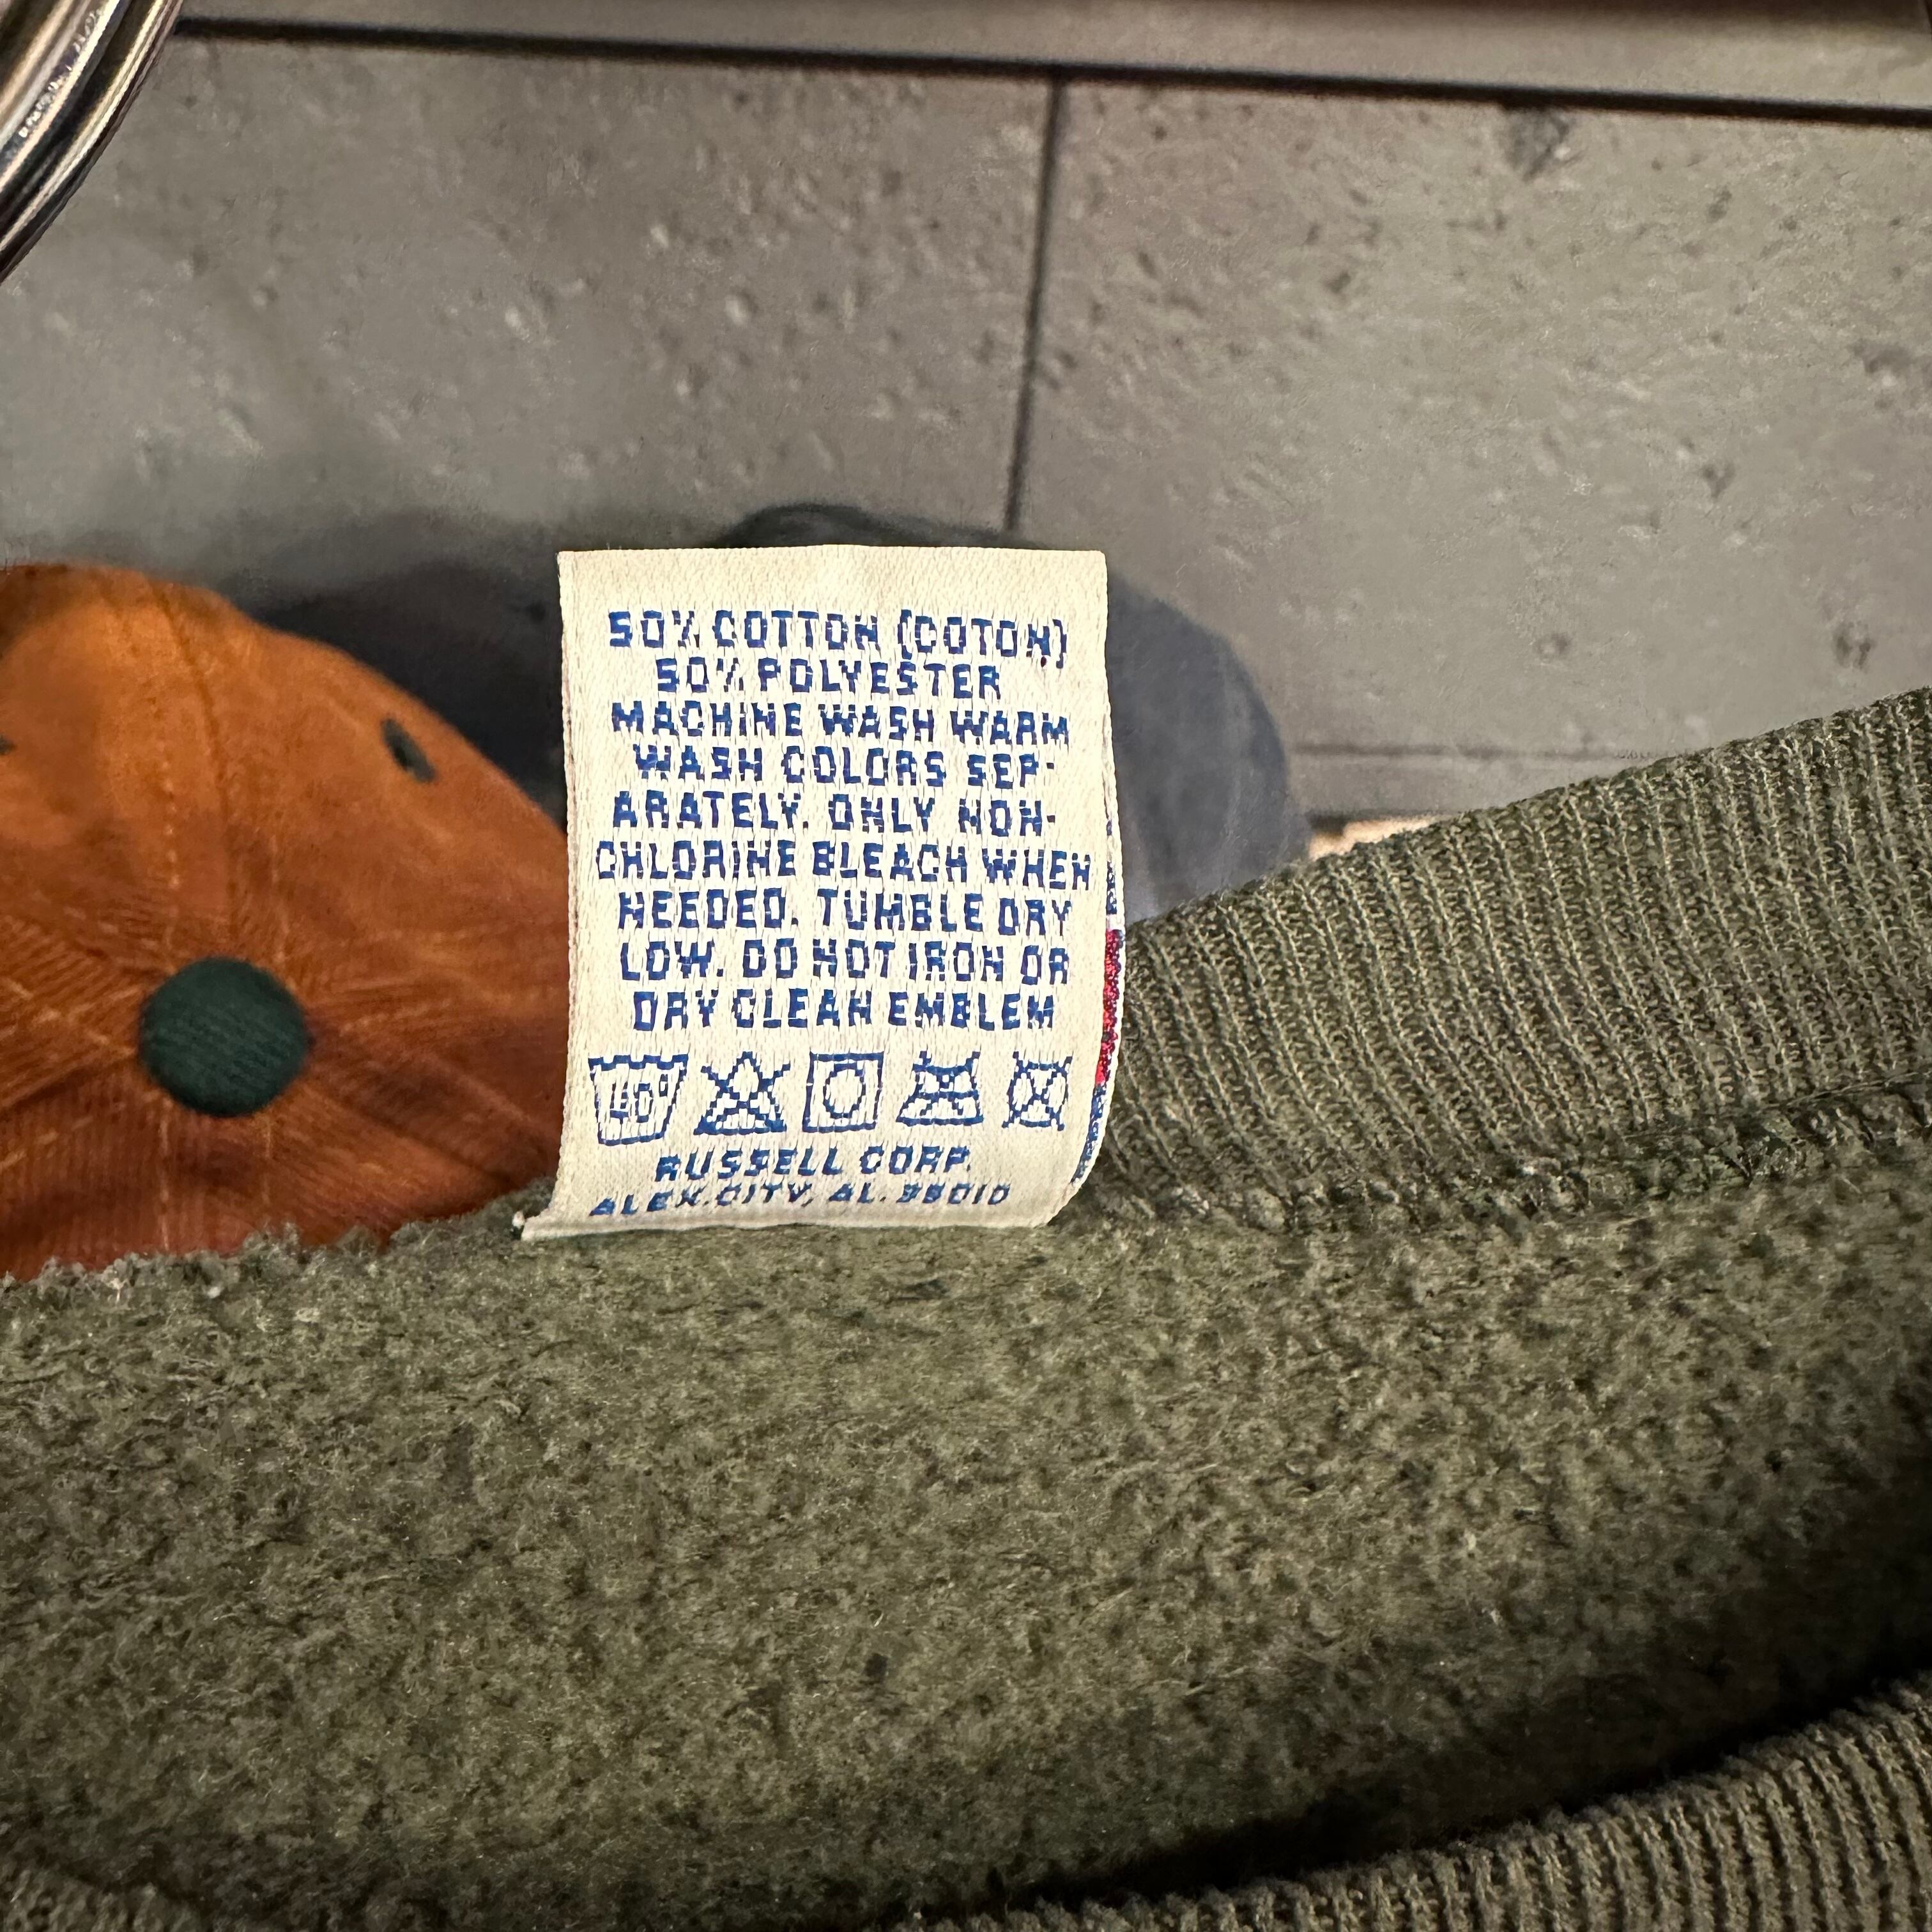 50% COTTON (COTON)
50% POLYESTER
MACHINE WASH WARM
WASH COLORS SEP-
ARATELY. ONLY NON-
CHLORINE BLEACH WHEN
NEEDED. TUMBLE DRY
LOW. DO NOT IRON OR
DRY CLEAN EMBLEM
40°
RUSSELL CORP.
ALEX.CITY, AL. 35010